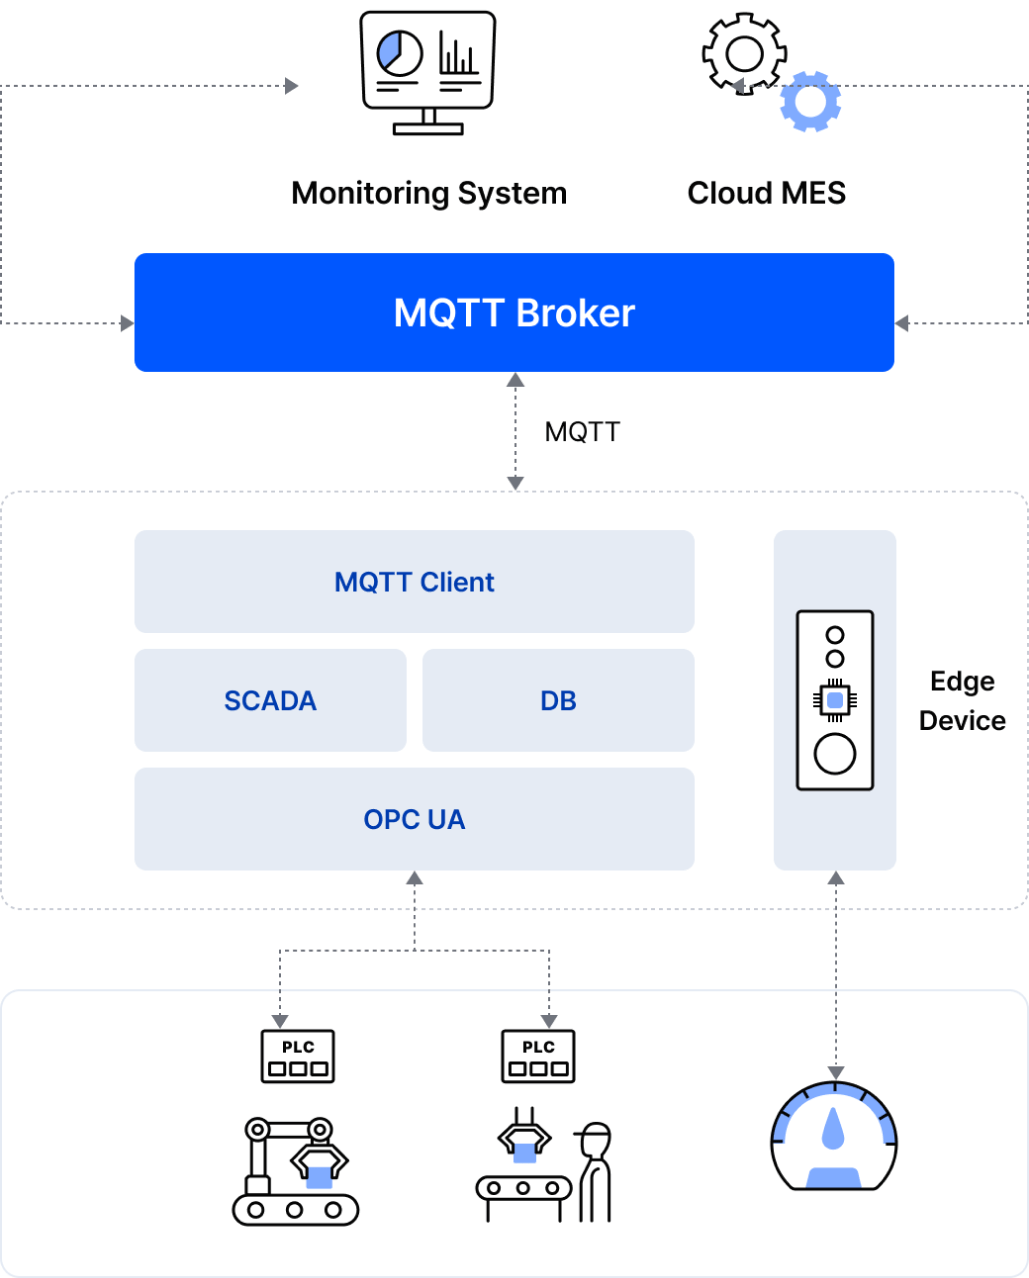 Monitoring System
Cloud MES
MQTT Broker
MQTT
MQTT Client
SCADA
DB
OPC UA
Edge
Device
PLC
PLC